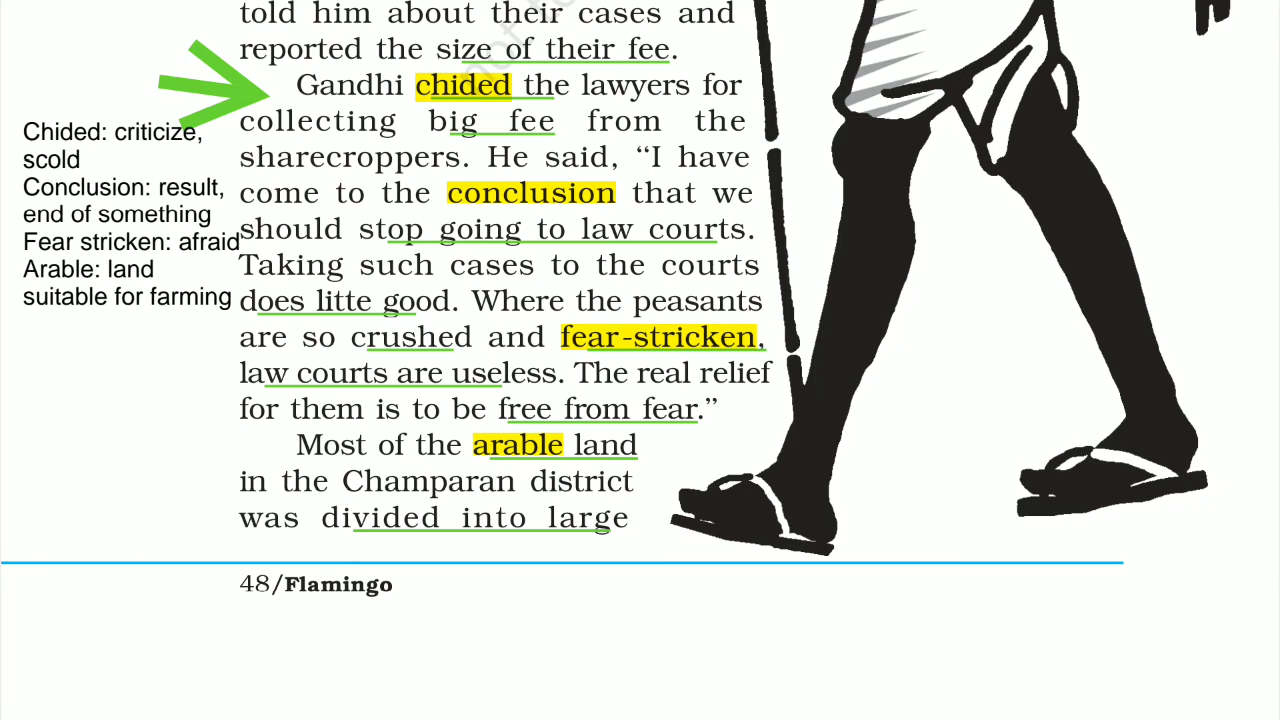 told him about their cases and
reported the size of their fee.
Gandhi chided the lawyers for
collecting big fee from the
sharecroppers. He said, “I have
come to the conclusion that we
should stop going to law courts.
Taking such cases to the courts
does litte good. Where the peasants
are so crushed and fear-stricken,
law courts are useless. The real relief
for them is to be free from fear.”
Most of the arable land
in the Champaran district
was divided into large
Chided: criticize,
scold
Conclusion: result,
end of something
Fear stricken: afraid
Arable: land
suitable for farming
48/Flamingo